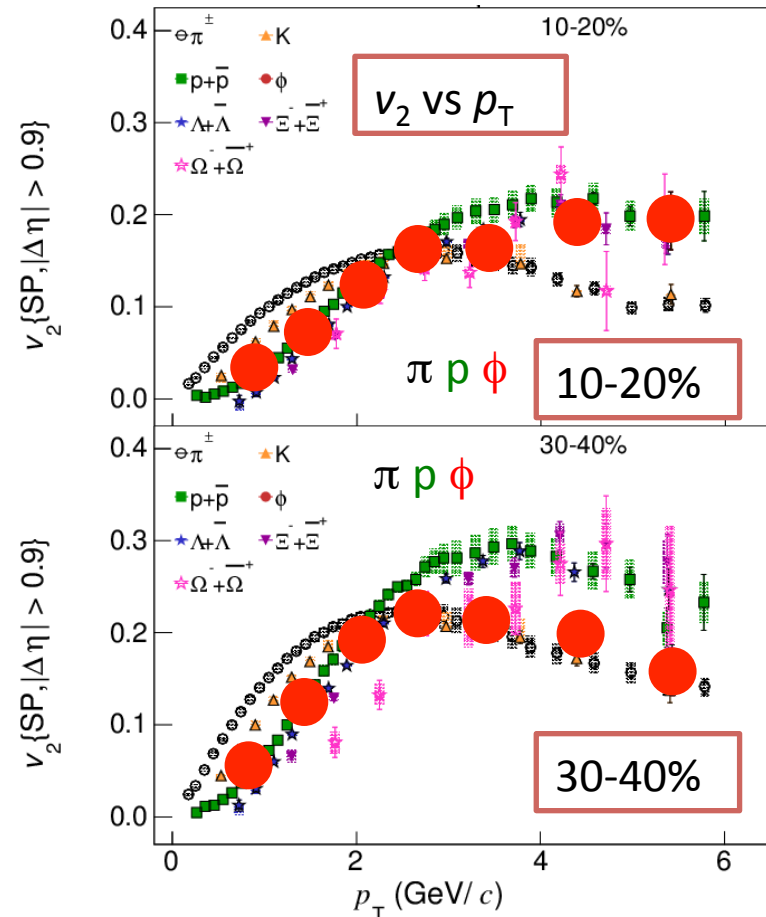 0.4
π± K 10-20%
p+p̄ ϕ
v2 vs pT
0.3
Λ+Λ̄ Ξ⁻+Ξ̄⁺
Ω⁻+Ω̄⁺
0.2
0.1
0.0
v2{SP,|Δη| > 0.9}
π p ϕ
10-20%
0.4
π± K 30-40%
π p ϕ
p+p̄ ϕ
0.3
Λ+Λ̄ Ξ⁻+Ξ̄⁺
Ω⁻+Ω̄⁺
0.2
0.1
0.0
v2{SP,|Δη| > 0.9}
30-40%
0 2 4 6
pT (GeV/c)